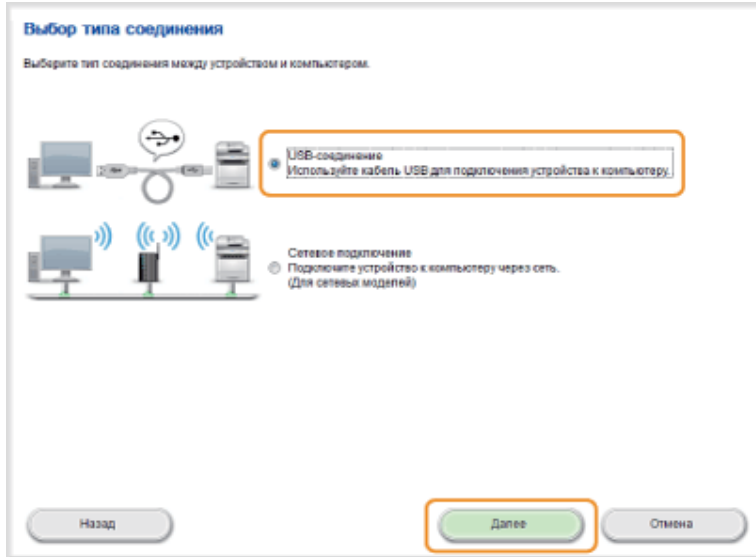 Выбор типа соединения
Выберите тип соединения между устройством и компьютером.
USB-соединение
Используйте кабель USB для подключения устройства к компьютеру.
Сетевое подключение
Подключите устройство к компьютеру через сеть.
(Для сетевых моделей)
Назад
Далее
Отмена